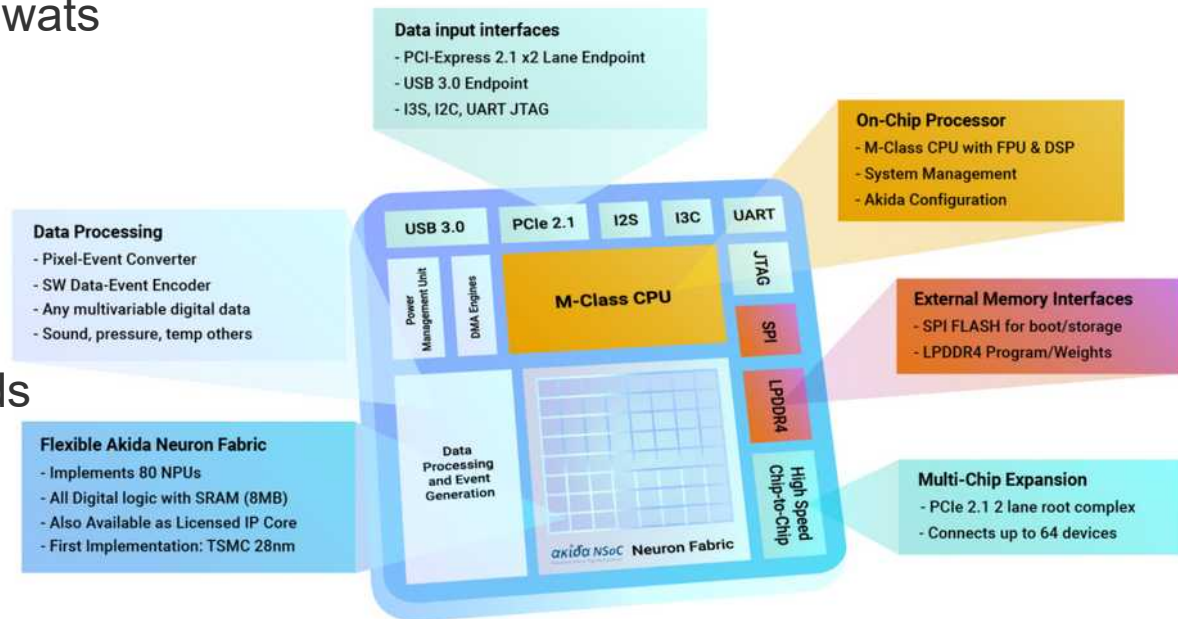 wats
Data input interfaces
- PCI-Express 2.1 x2 Lane Endpoint
- USB 3.0 Endpoint
- I3S, I2C, UART JTAG
On-Chip Processor
- M-Class CPU with FPU & DSP
- System Management
- Akida Configuration
Data Processing
- Pixel-Event Converter
- SW Data-Event Encoder
- Any multivariable digital data
- Sound, pressure, temp others
USB 3.0
PCIe 2.1
I2S
I3C
UART
Power
Management Unit
DMA Engines
M-Class CPU
JTAG
SPI
LPDDR4
High Speed
Chip-to-Chip
External Memory Interfaces
- SPI FLASH for boot/storage
- LPDDR4 Program/Weights
ls
Flexible Akida Neuron Fabric
- Implements 80 NPUs
- All Digital logic with SRAM (8MB)
- Also Available as Licensed IP Core
- First Implementation: TSMC 28nm
Data
Processing
and Event
Generation
akida NSoC Neuron Fabric
Multi-Chip Expansion
- PCIe 2.1 2 lane root complex
- Connects up to 64 devices